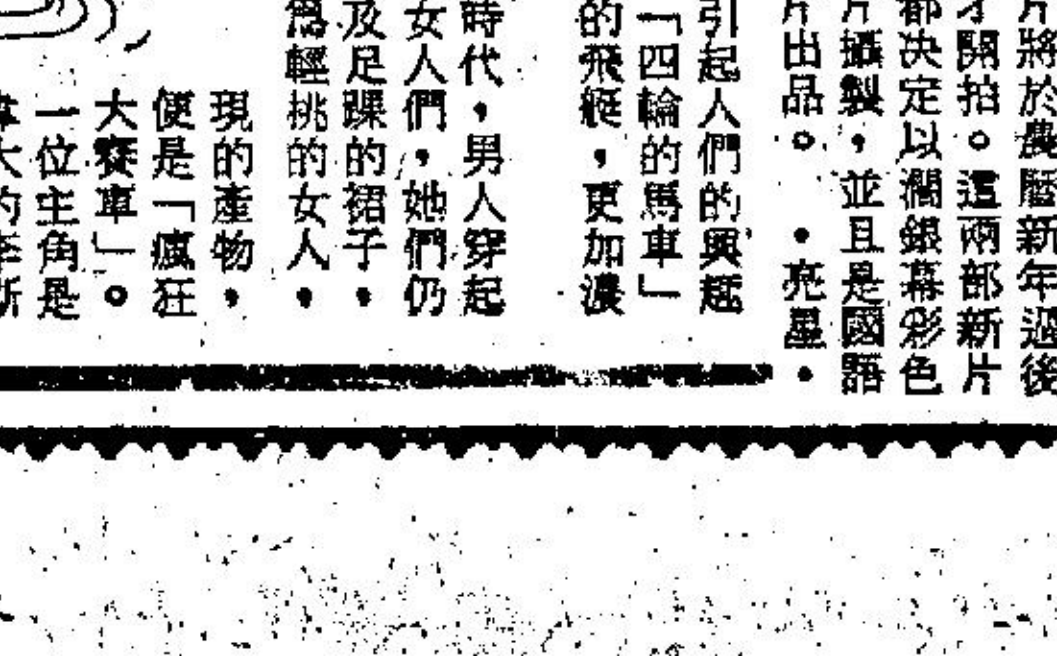 片將於農曆新年過後
才開拍。這兩部新片
都決定以濶銀幕彩色
片攝製，並且是國語
片出品。　・亮星・
引起人們的興趣
「四輪的馬車」
的飛艇，更加濃
時代，男人穿起
女人們，她們仍
及足踝的裙子，
爲輕挑的女人，
現的產物，
便是「瘋狂
大賽車」。
一位主角是